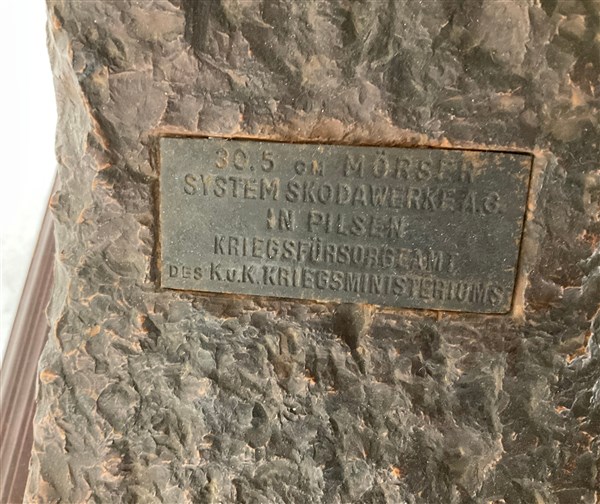 30.5 cm MÖRSER
SYSTEM SKODAWERKE A.G.
IN PILSEN
KRIEGSFÜRSORGEAMT
DES K.U.K. KRIEGSMINISTERIUMS